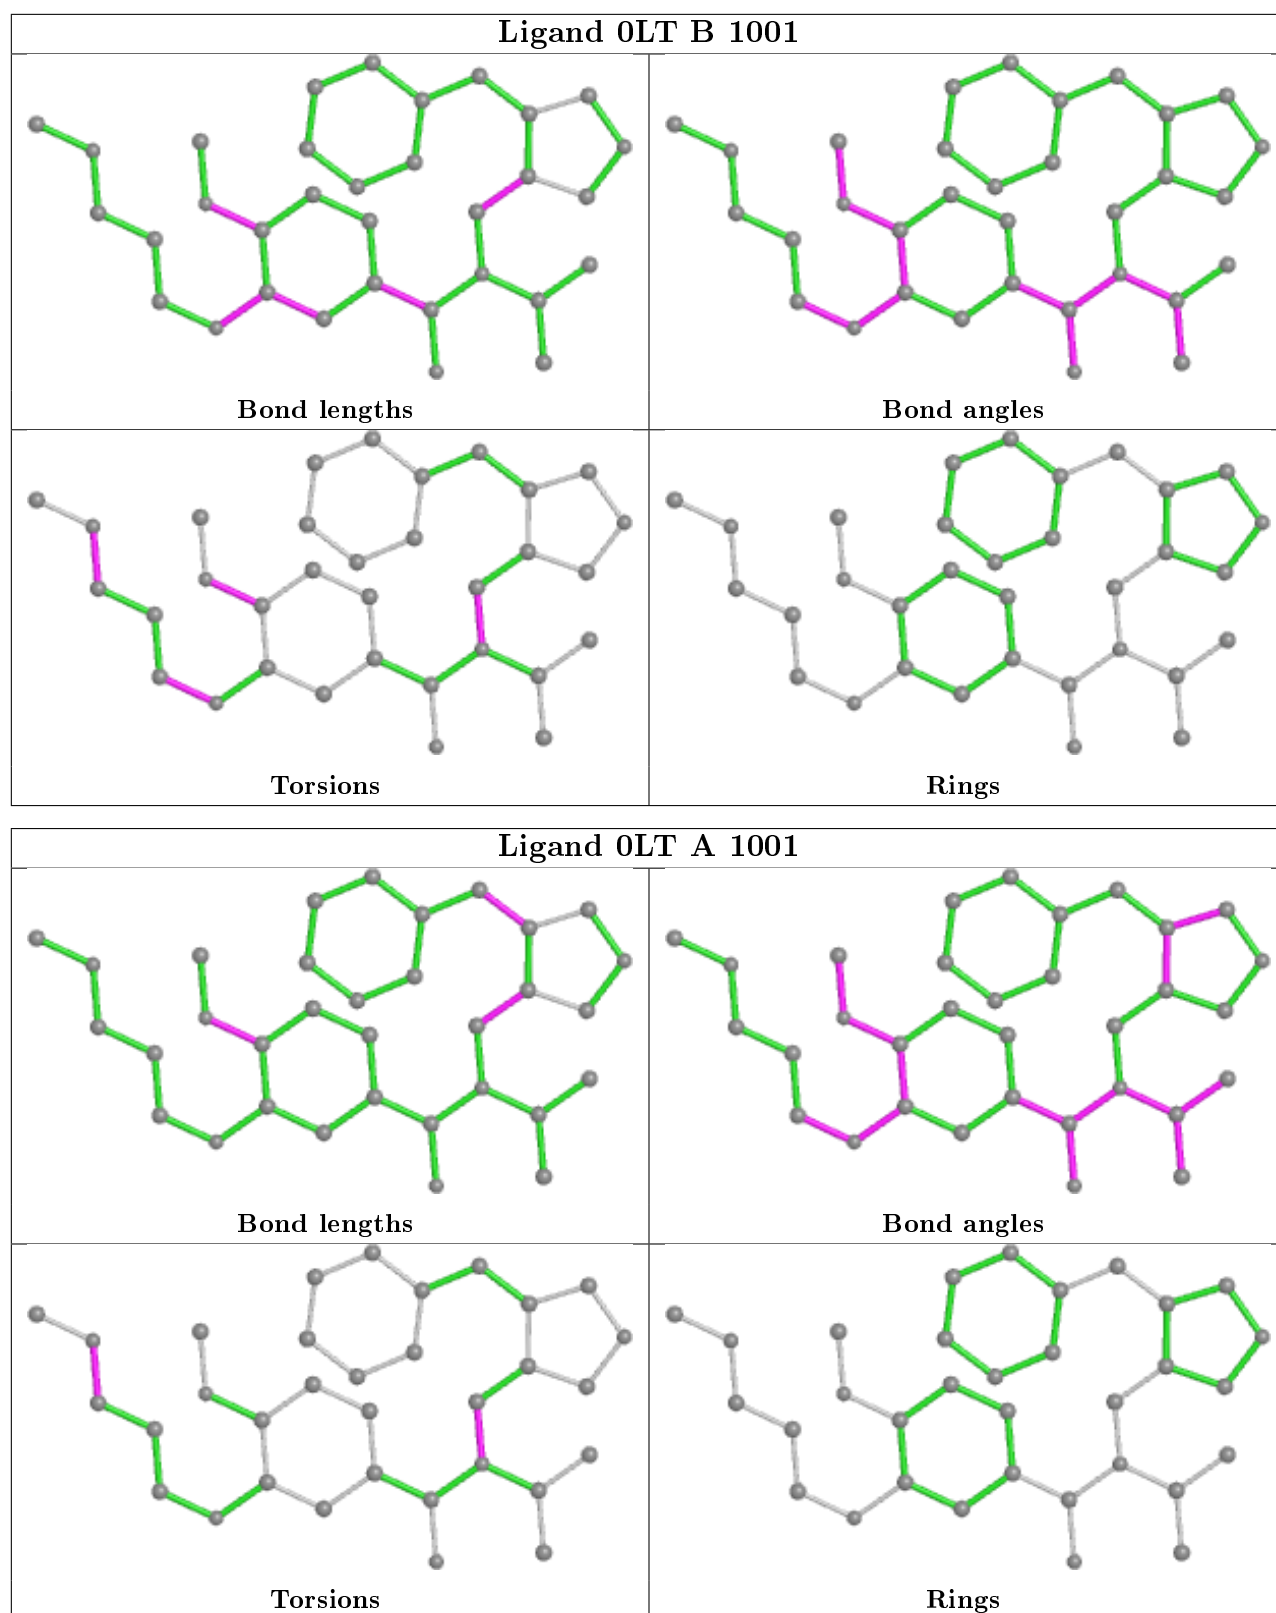 Ligand 0LT B 1001
Bond lengths
Bond angles
Torsions
Rings
Ligand 0LT A 1001
Bond lengths
Bond angles
Torsions
Rings